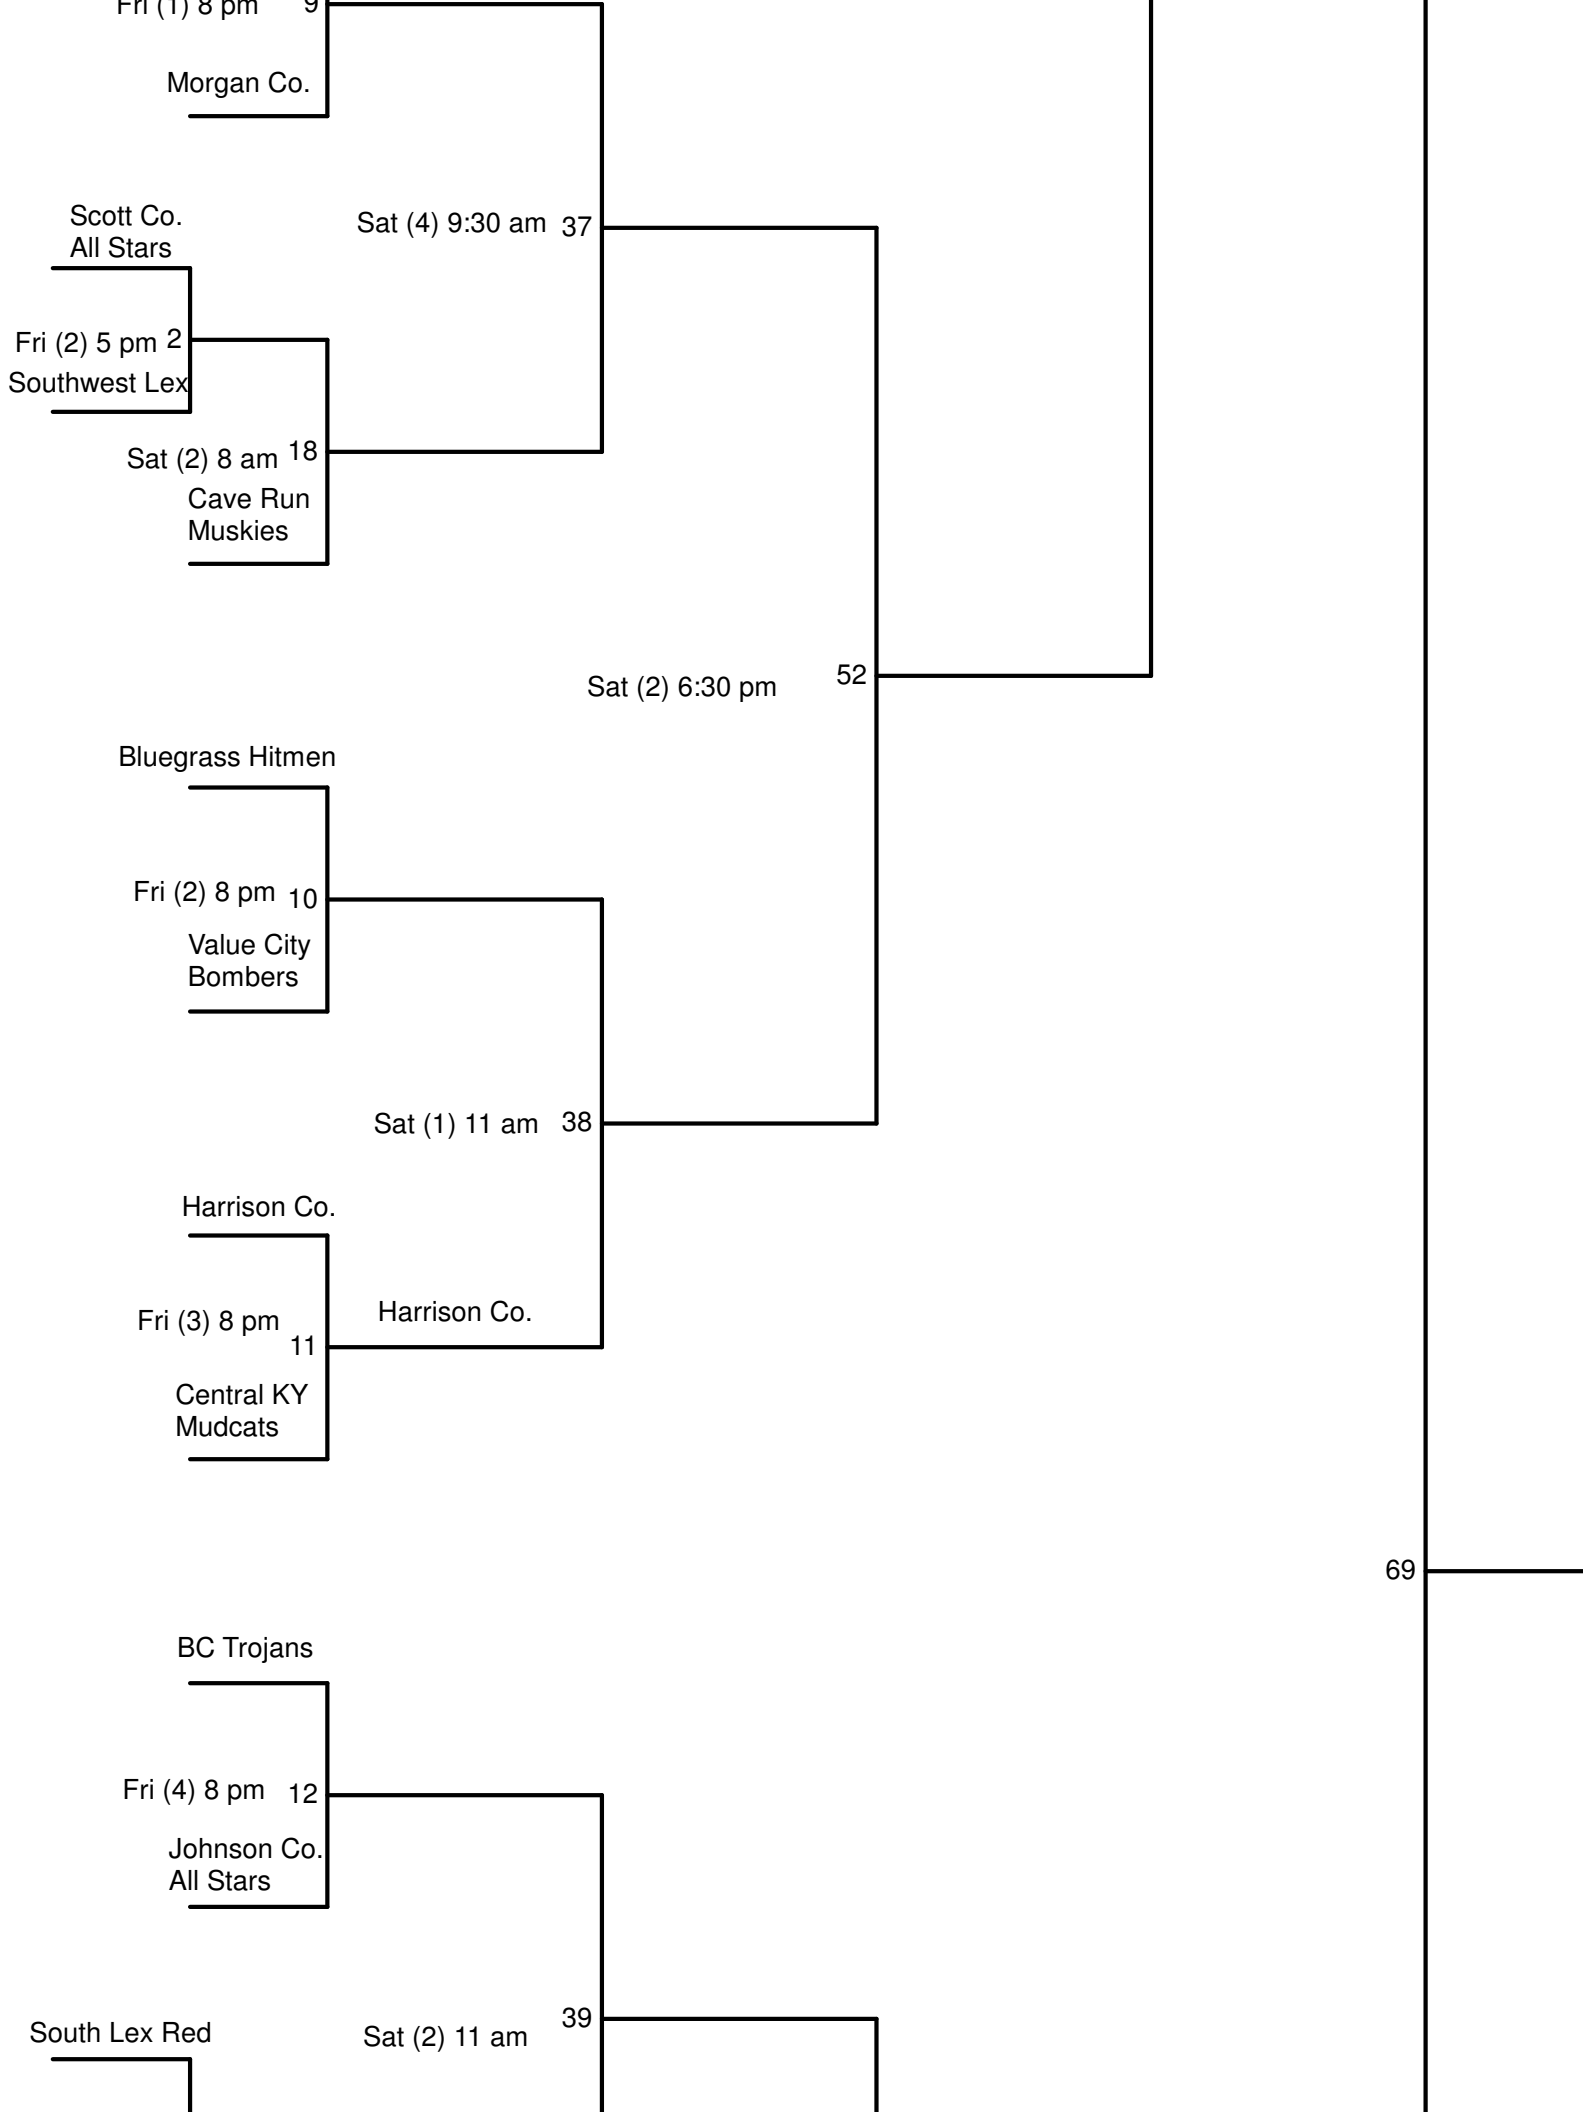 Fri (1) 8 pm 9
Morgan Co.
Scott Co.
All Stars
Sat (4) 9:30 am 37
Fri (2) 5 pm 2
Southwest Lex
Sat (2) 8 am 18
Cave Run
Muskies
Sat (2) 6:30 pm 52
Bluegrass Hitmen
Fri (2) 8 pm 10
Value City
Bombers
Sat (1) 11 am 38
Harrison Co.
Harrison Co.
Fri (3) 8 pm
11
Central KY
Mudcats
69
BC Trojans
Fri (4) 8 pm 12
Johnson Co.
All Stars
39
South Lex Red
Sat (2) 11 am